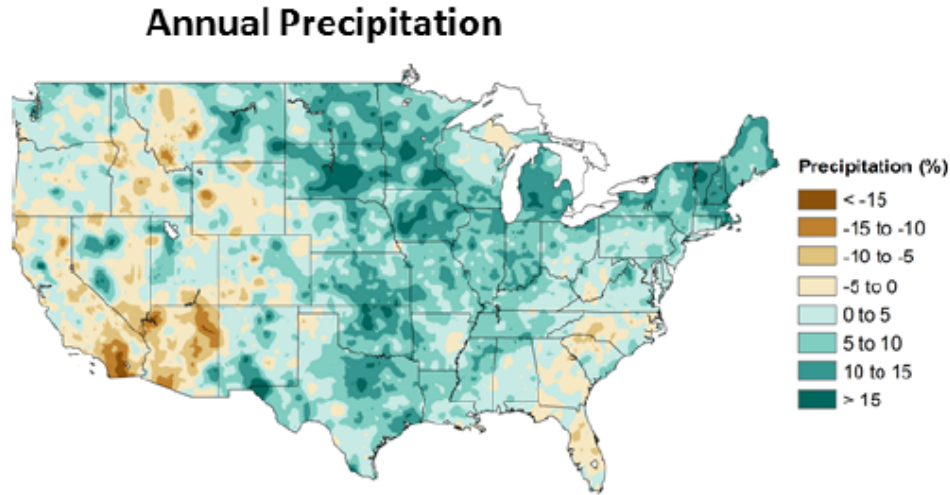 Annual Precipitation
Precipitation (%)
< -15
-15 to -10
-10 to -5
-5 to 0
0 to 5
5 to 10
10 to 15
> 15